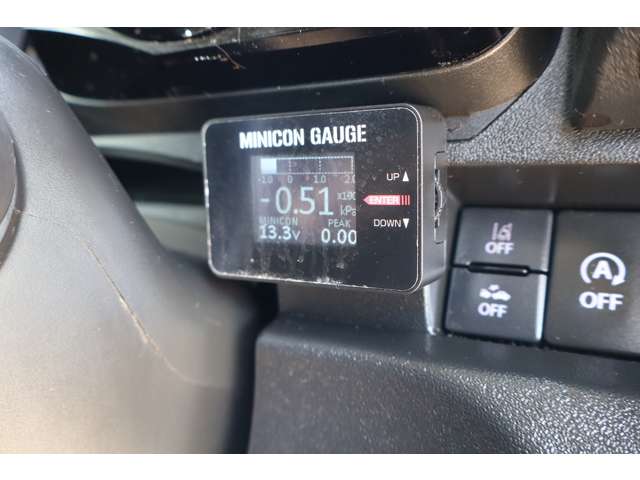 MINICON GAUGE
-1.0 0 1.0 2.0
-0.51 x100 kPa
MINICON PEAK
13.3V 0.00
UP ▲
ENTER
DOWN ▼
OFF
OFF
A
OFF